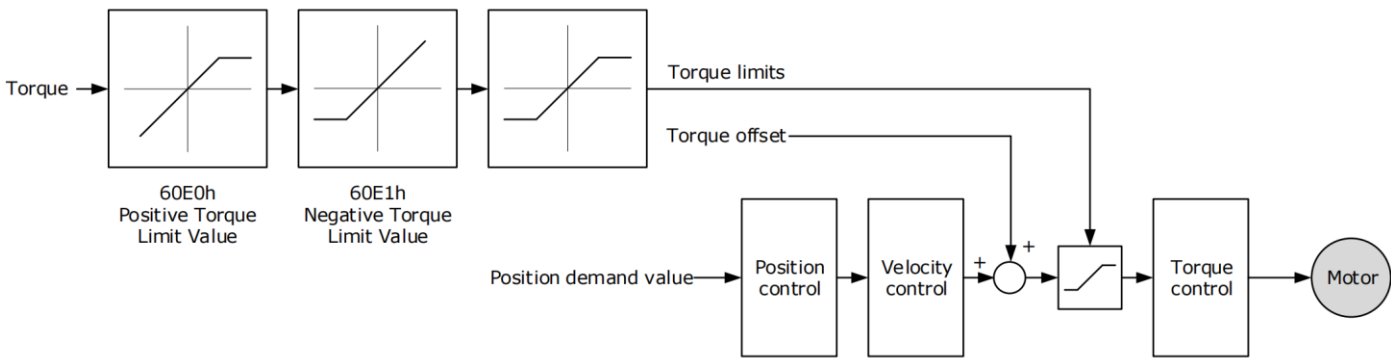 Torque
Torque limits
Torque offset
60E0h
Positive Torque
Limit Value
60E1h
Negative Torque
Limit Value
Position demand value
Position
control
Velocity
control
+
+
Torque
control
Motor